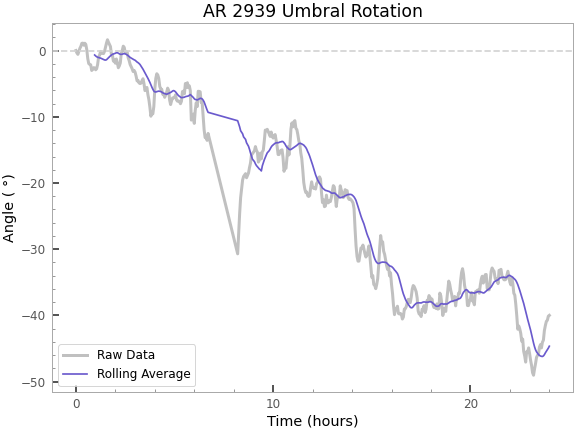 AR 2939 Umbral Rotation
Angle ( °)
0
−10
−20
−30
−40
−50
Raw Data
Rolling Average
0 10 20
Time (hours)